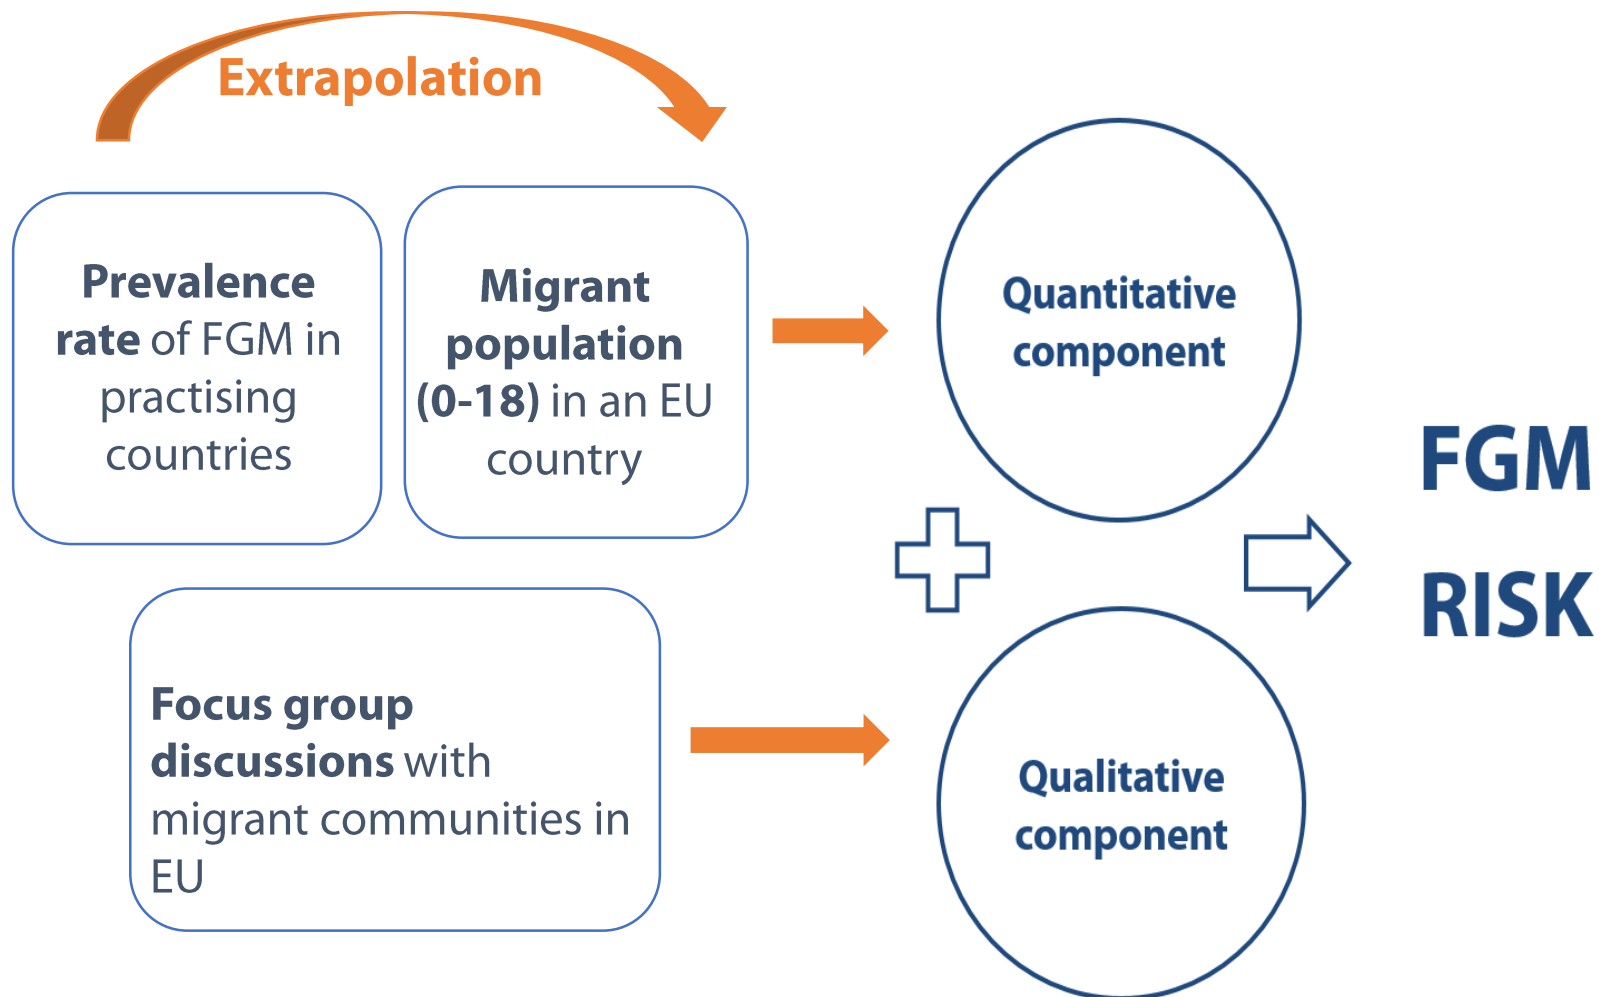 Extrapolation
Prevalence
rate of FGM in
practising
countries
Migrant
population
(0-18) in an EU
country
Quantitative
component
Focus group
discussions with
migrant communities in
EU
Qualitative
component
FGM
RISK